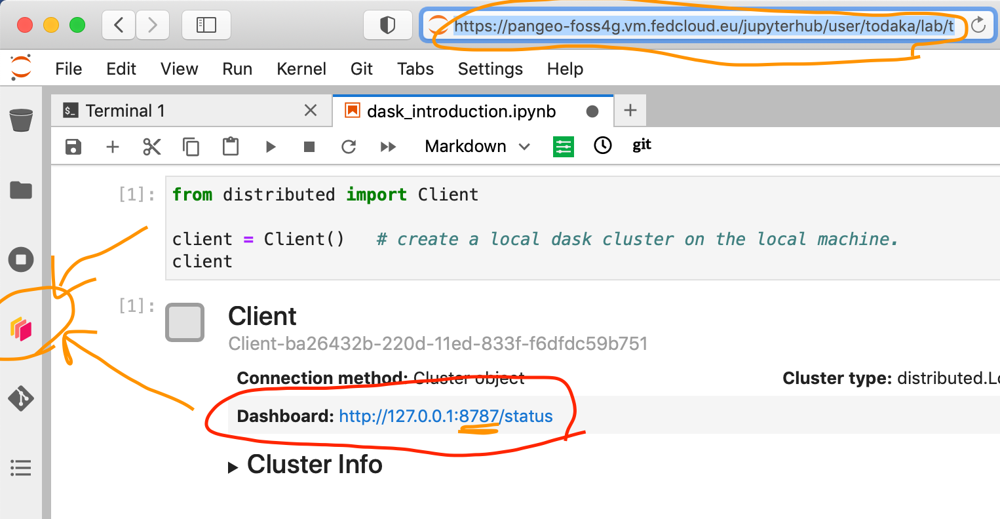 https://pangeo-foss4g.vm.fedcloud.eu/jupyterhub/user/todaka/lab/t
File Edit View Run Kernel Git Tabs Settings Help
$_ Terminal 1 dask_introduction.ipynb
Markdown git
[1]: from distributed import Client
client = Client() # create a local dask cluster on the local machine.
client
[1]: Client
Client-ba26432b-220d-11ed-833f-f6dfdc59b751
Connection method: Cluster object Cluster type: distributed.Lo
Dashboard: http://127.0.0.1:8787/status
Cluster Info